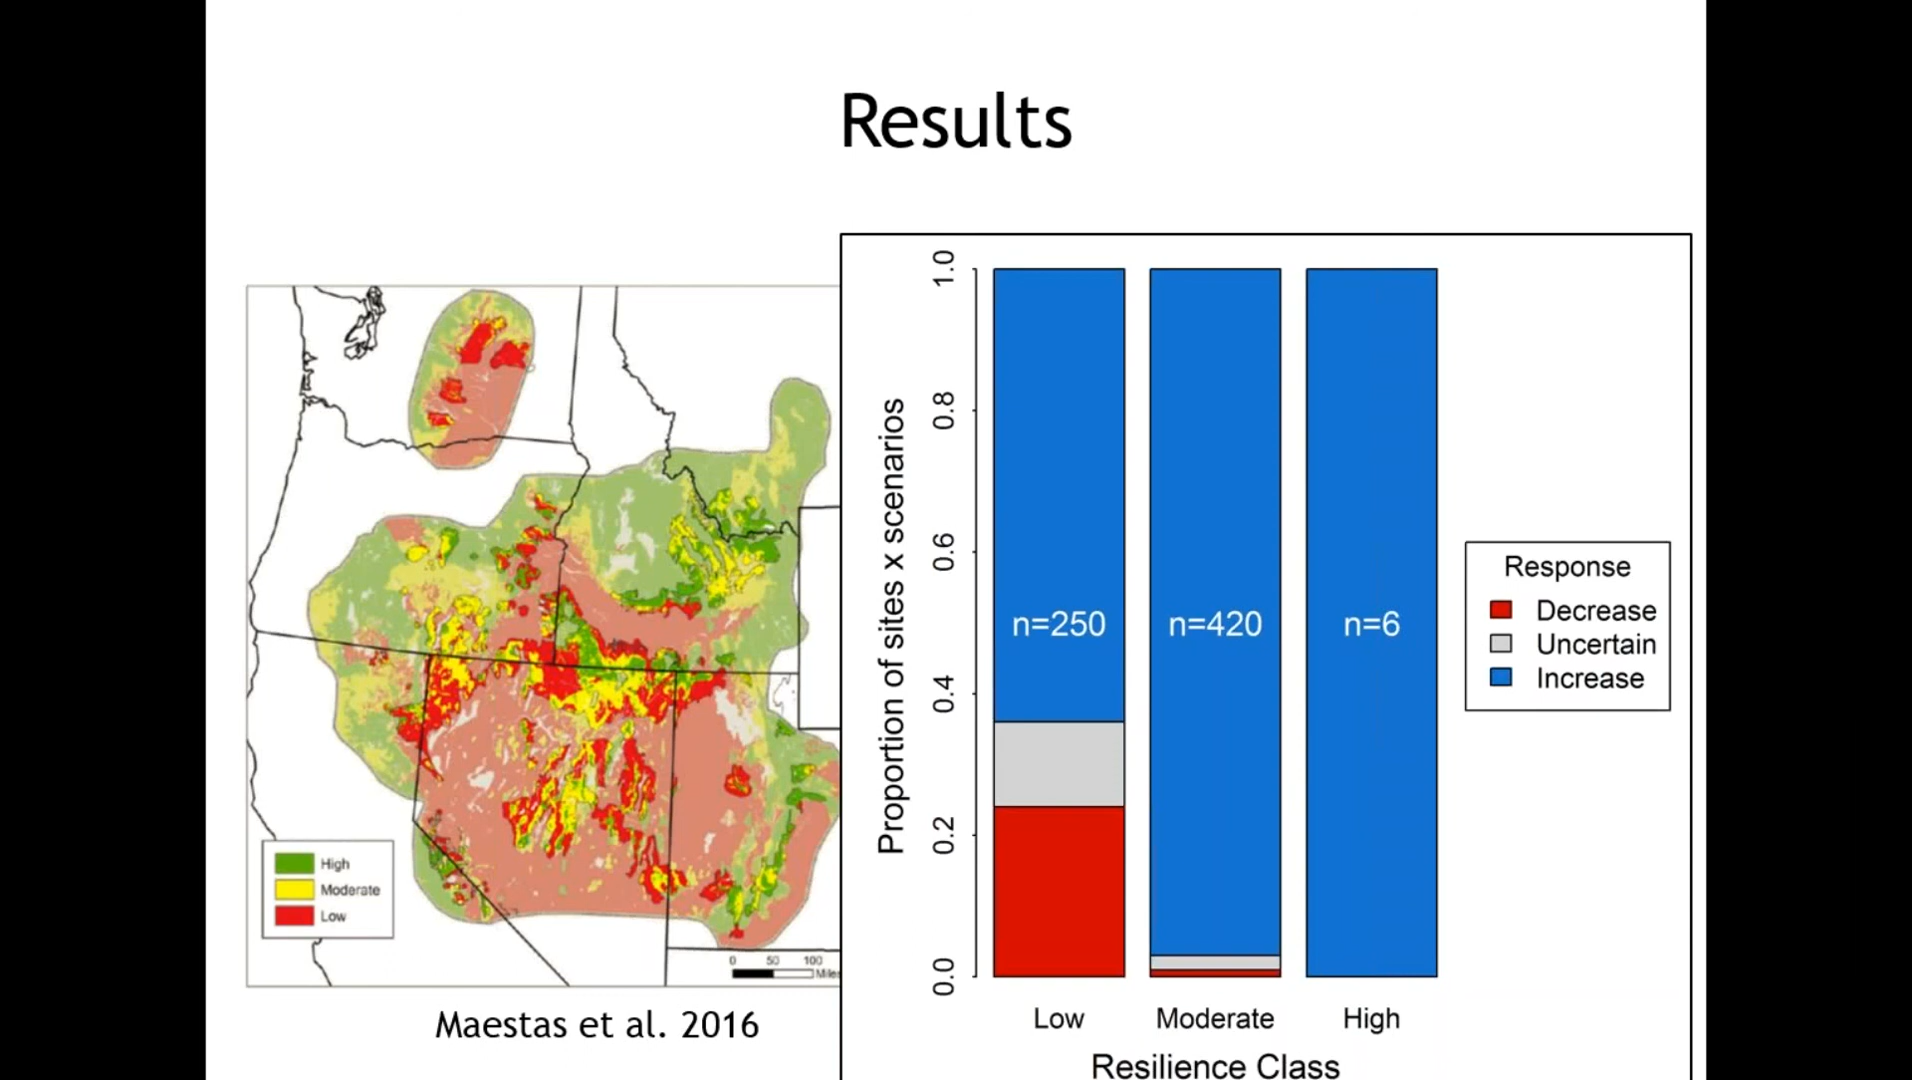 Results
High
Moderate
Low
0 50 100
Miles
Maestas et al. 2016
Proportion of sites x scenarios
1.0
0.8
0.6
0.4
0.2
0.0
n=250
n=420
n=6
Low
Moderate
High
Resilience Class
Response
Decrease
Uncertain
Increase